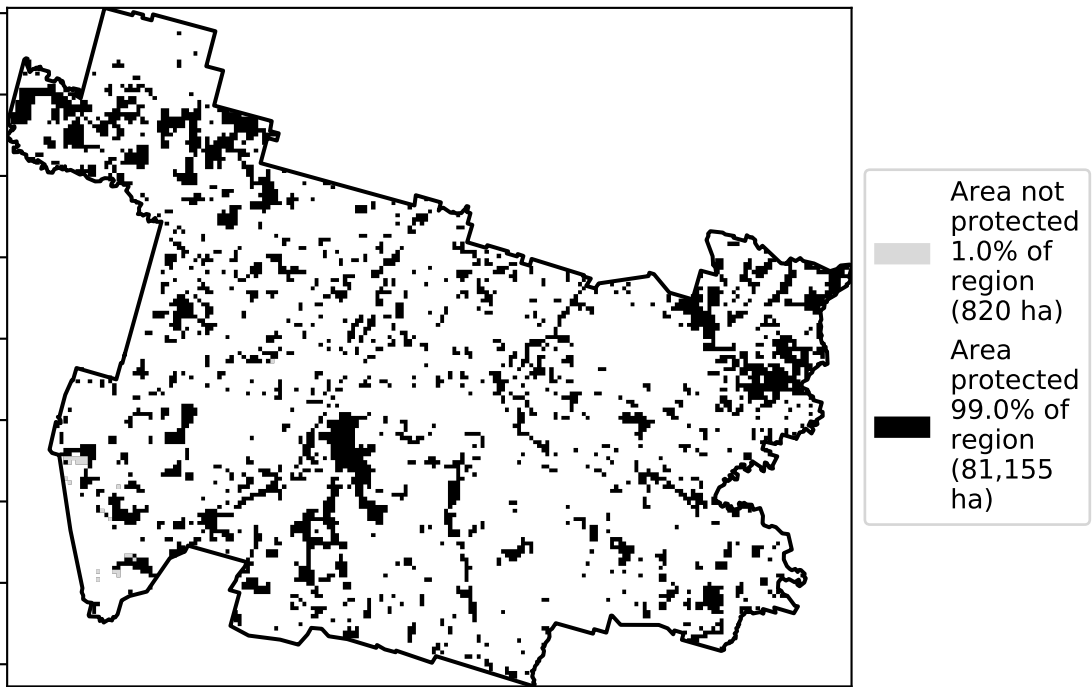 Area not
protected
1.0% of
region
(820 ha)
Area
protected
99.0% of
region
(81,155
ha)